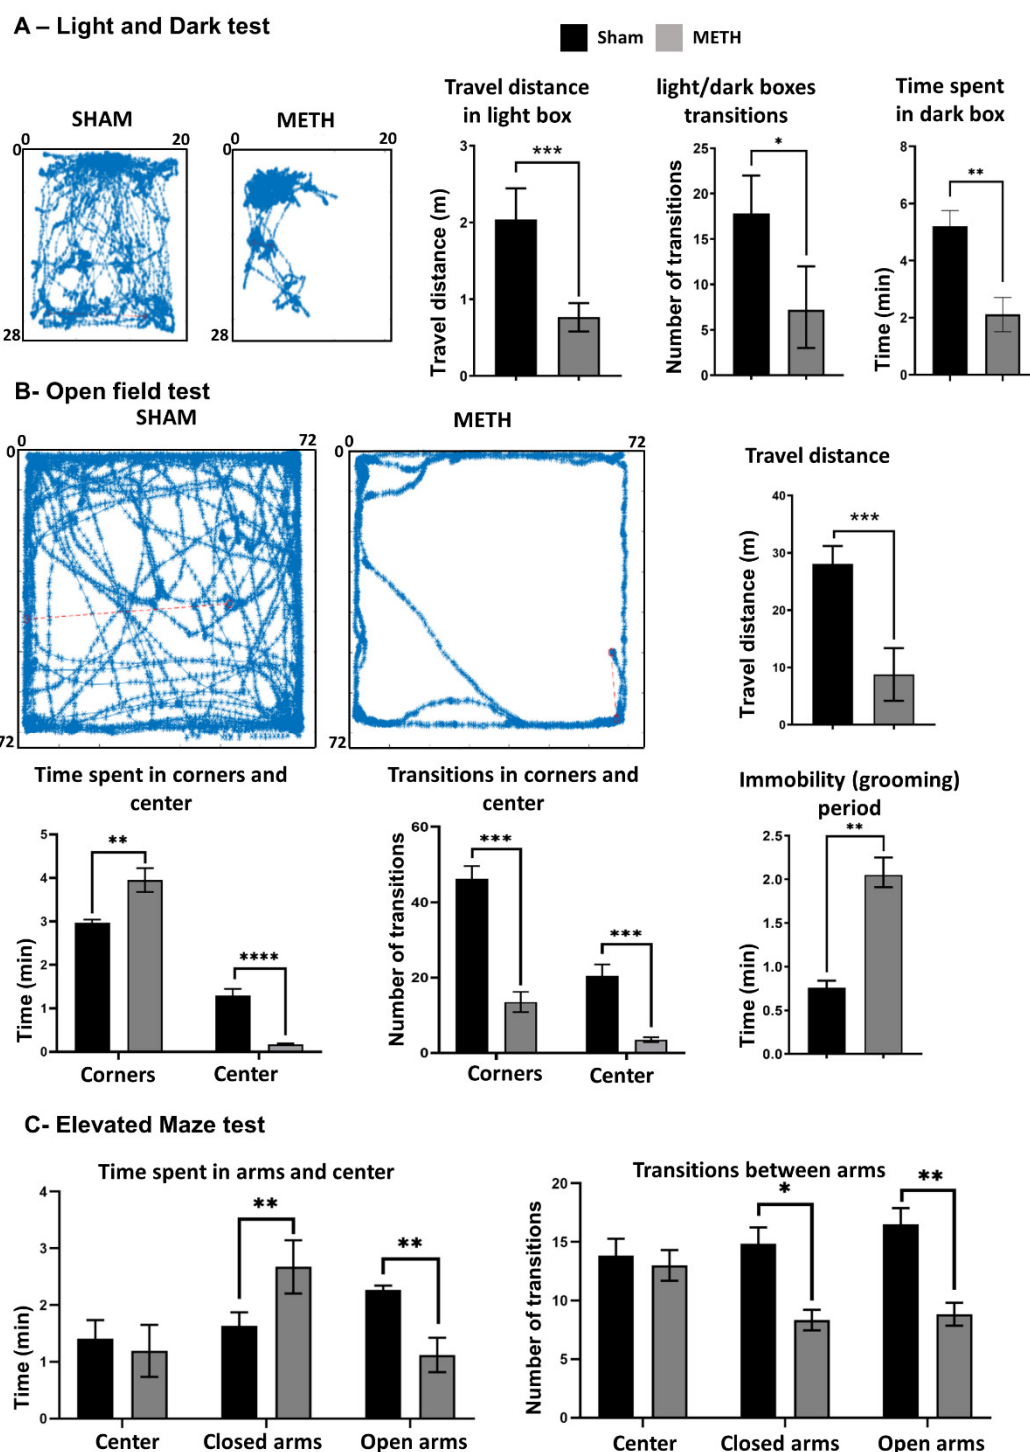 A – Light and Dark test
Sham METH
SHAM
METH
0 20
0
28
0 20
0
28
Travel distance
in light box
Travel distance (m)
3
2
1
0
***
light/dark boxes
transitions
Number of transitions
25
20
15
10
5
0
*
Time spent
in dark box
Time (min)
8
6
4
2
0
**
B- Open field test
SHAM
METH
0 72
0
72
0 72
0
72
Travel distance
Travel distance (m)
40
30
20
10
0
***
Time spent in corners and
center
Time (min)
5
4
3
2
1
0
**
****
Corners Center
Transitions in corners and
center
Number of transitions
60
40
20
0
***
***
Corners Center
Immobility (grooming)
period
Time (min)
2.5
2.0
1.5
1.0
0.5
0.0
**
C- Elevated Maze test
Time spent in arms and center
Time (min)
4
3
2
1
0
**
**
Center Closed arms Open arms
Transitions between arms
Number of transitions
20
15
10
5
0
*
**
Center Closed arms Open arms